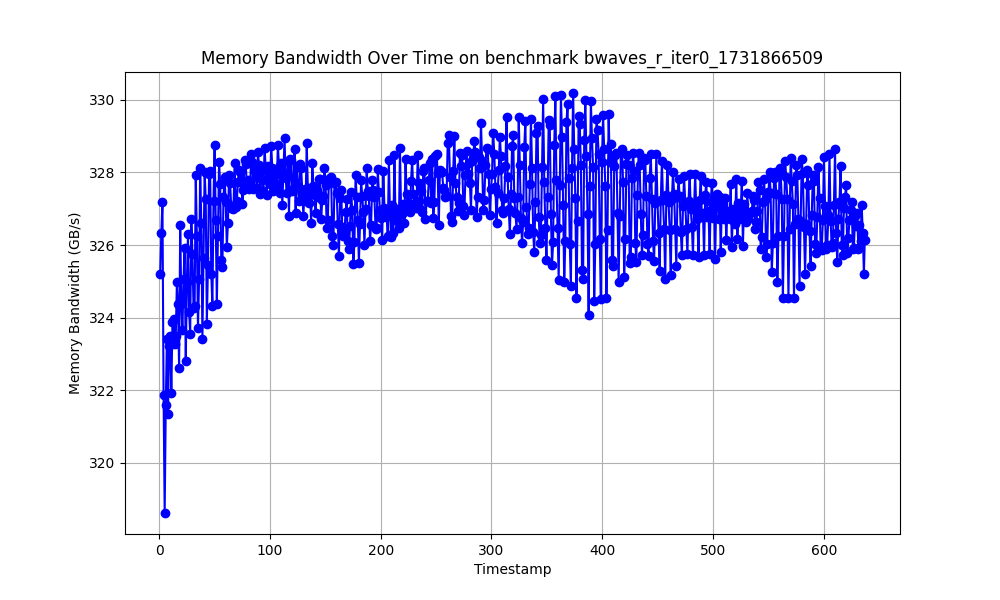 Memory Bandwidth Over Time on benchmark bwaves_r_iter0_1731866509
Memory Bandwidth (GB/s)
330
328
326
324
322
320
0 100 200 300 400 500 600
Timestamp